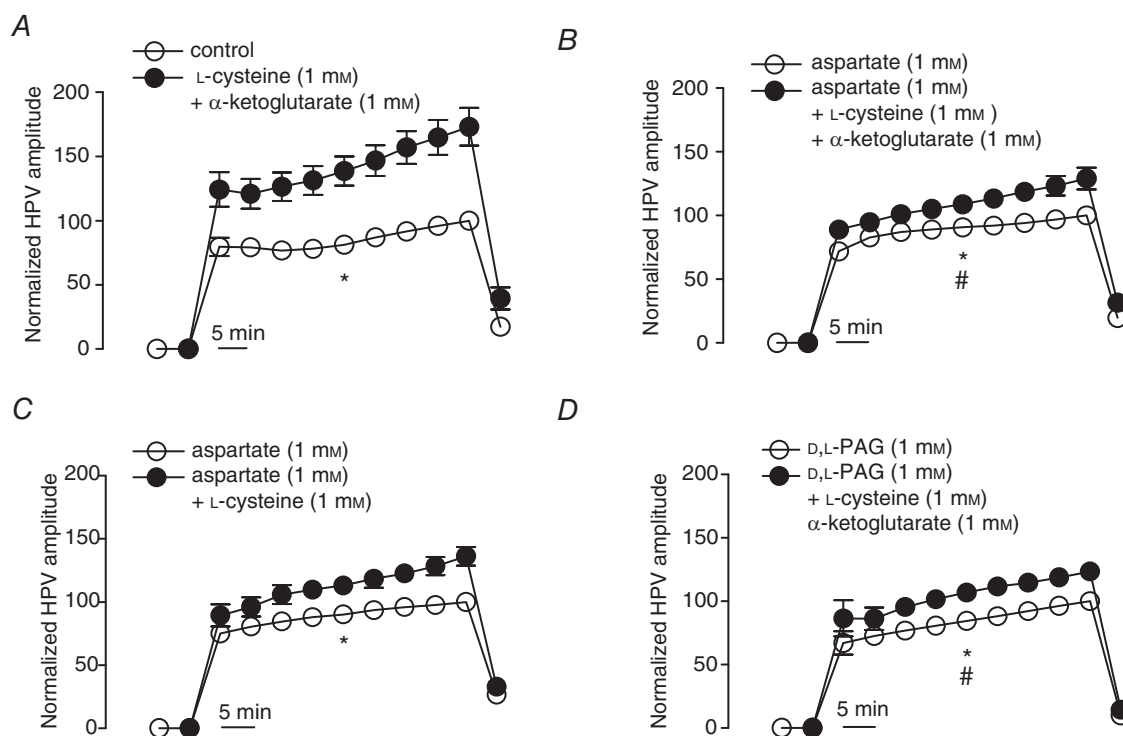 A
control
L-cysteine (1 mM)
+ α-ketoglutarate (1 mM)
Normalized HPV amplitude
200
150
100
50
0
*
5 min
B
aspartate (1 mM)
aspartate (1 mM)
+ L-cysteine (1 mM )
+ α-ketoglutarate (1 mM)
Normalized HPV amplitude
200
150
100
50
0
*
#
5 min
C
aspartate (1 mM)
aspartate (1 mM)
+ L-cysteine (1 mM)
Normalized HPV amplitude
200
150
100
50
0
*
5 min
D
D,L-PAG (1 mM)
D,L-PAG (1 mM)
+ L-cysteine (1 mM)
α-ketoglutarate (1 mM)
Normalized HPV amplitude
200
150
100
50
0
*
#
5 min